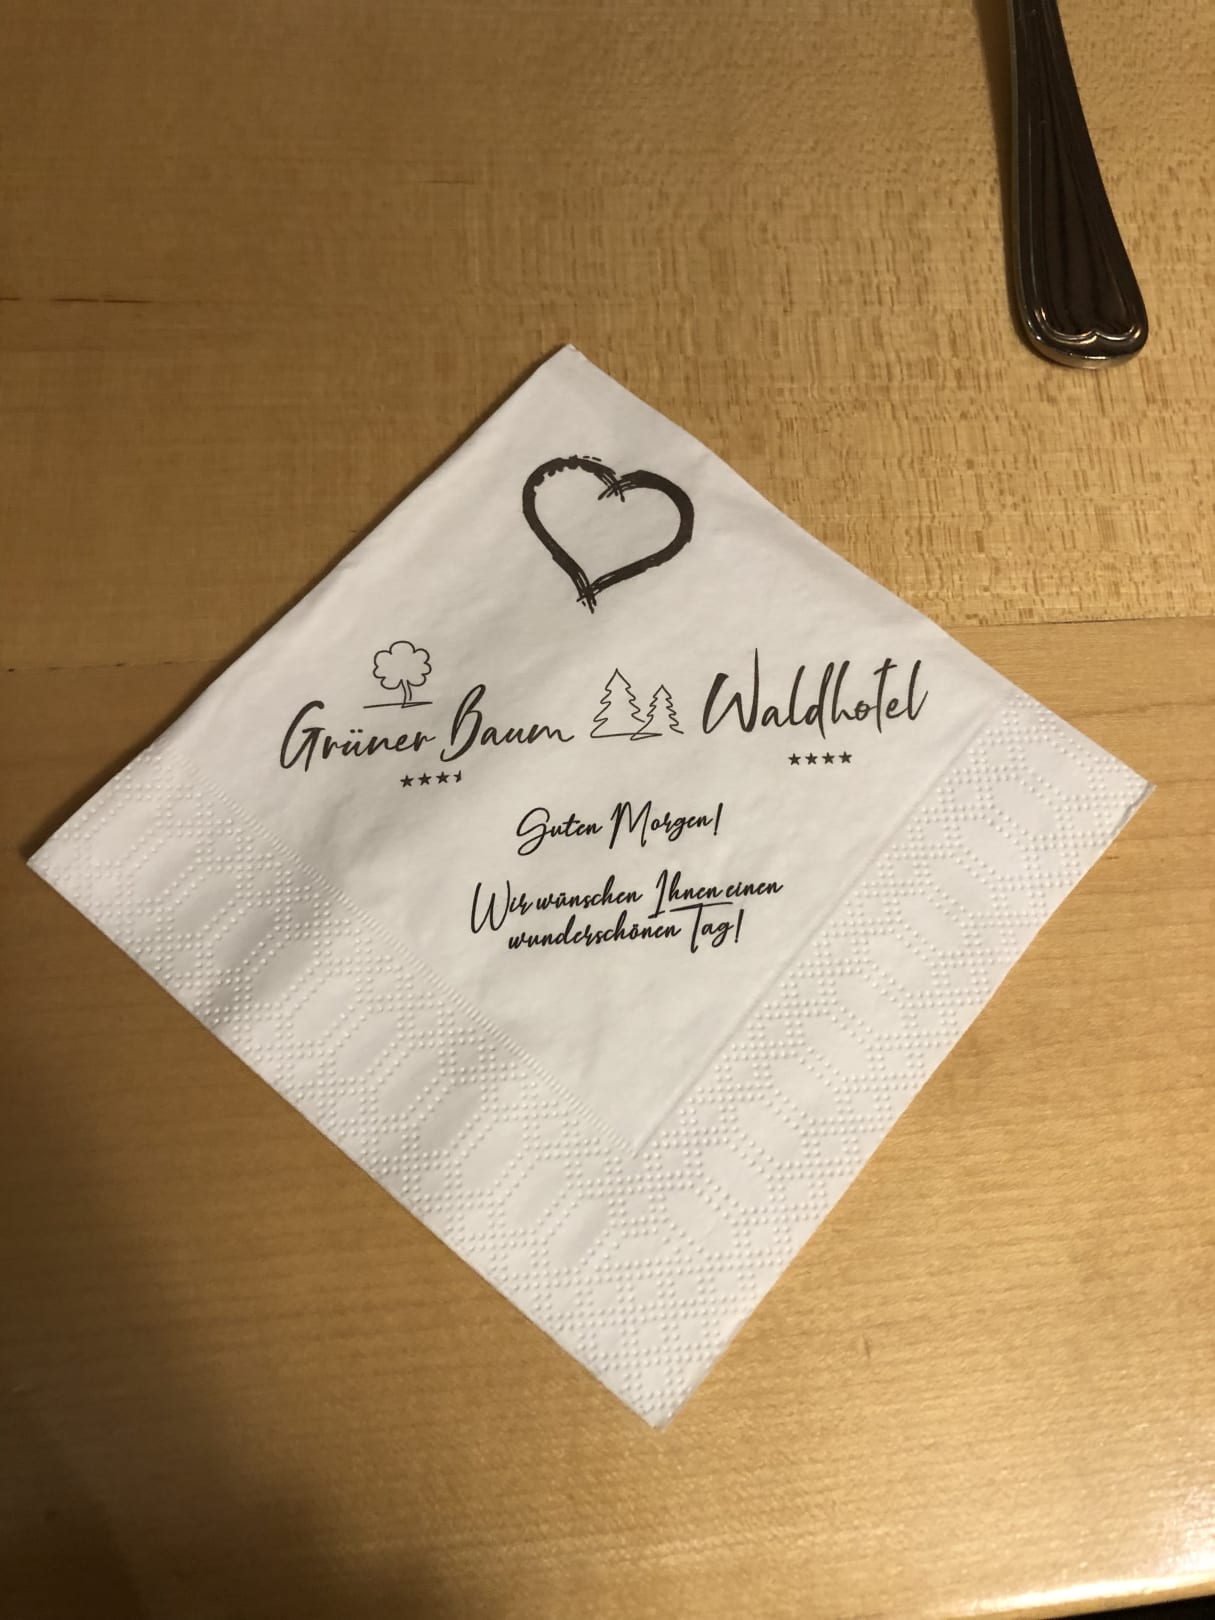 Grüner Baum Waldhotel
Guten Morgen!
Wir wünschen Ihnen einen
wunderschönen Tag!